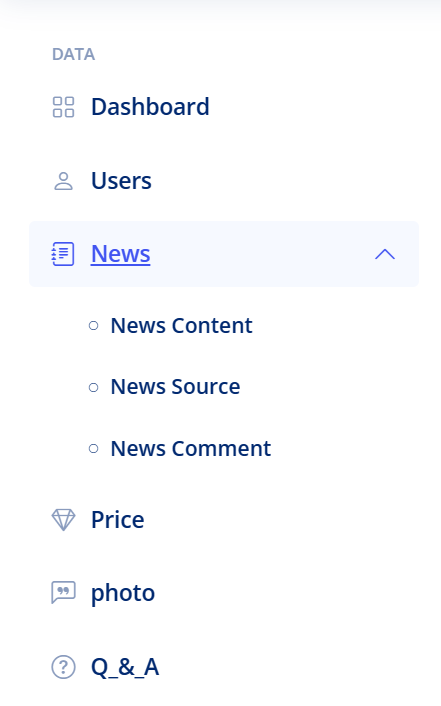 DATA
Dashboard
Users
News
News Content
News Source
News Comment
Price
photo
Q_&_A